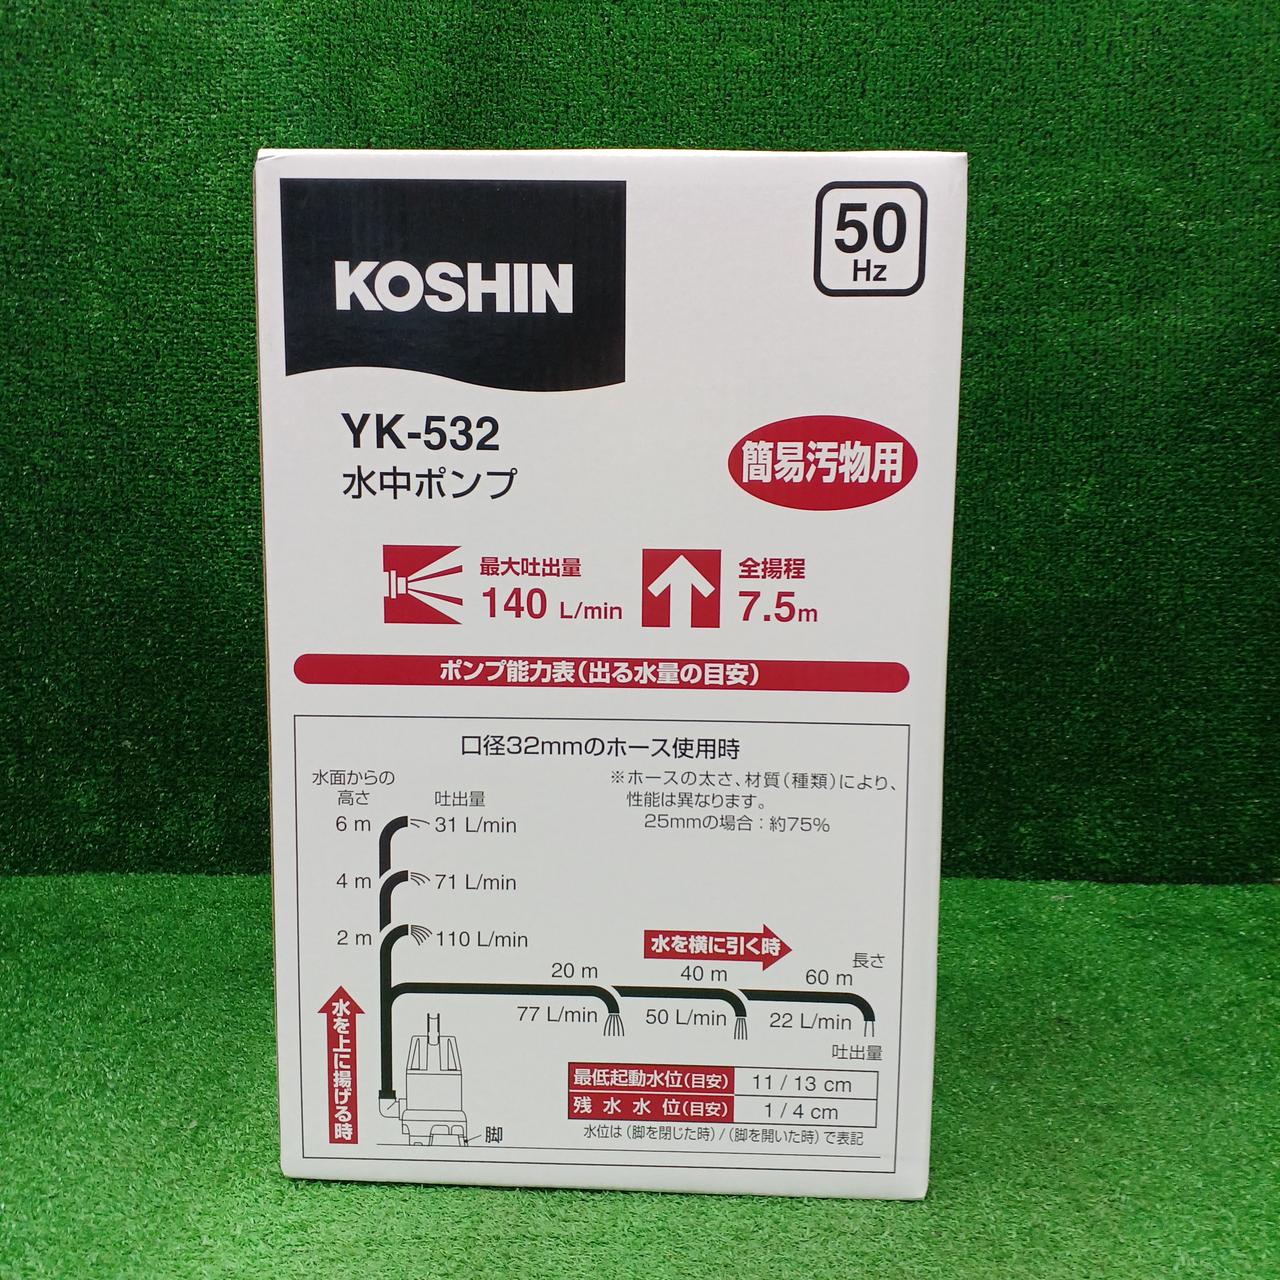 KOSHIN
50
Hz
YK-532
水中ポンプ
簡易汚物用
最大吐出量
140 L/min
全揚程
7.5m
ポンプ能力表(出る水量の目安)
口径32mmのホース使用時
水面からの
高さ
吐出量
※ホースの太さ、材質(種類)により、
性能は異なります。
25mmの場合:約75%
6 m 31 L/min
4 m 71 L/min
2 m 110 L/min
水を横に引く時
長さ
20 m 40 m 60 m
77 L/min 50 L/min 22 L/min
吐出量
水を上に揚げる時
最低起動水位(目安) 11 / 13 cm
残水水位(目安) 1 / 4 cm
脚
水位は(脚を閉じた時)/(脚を開いた時)で表記